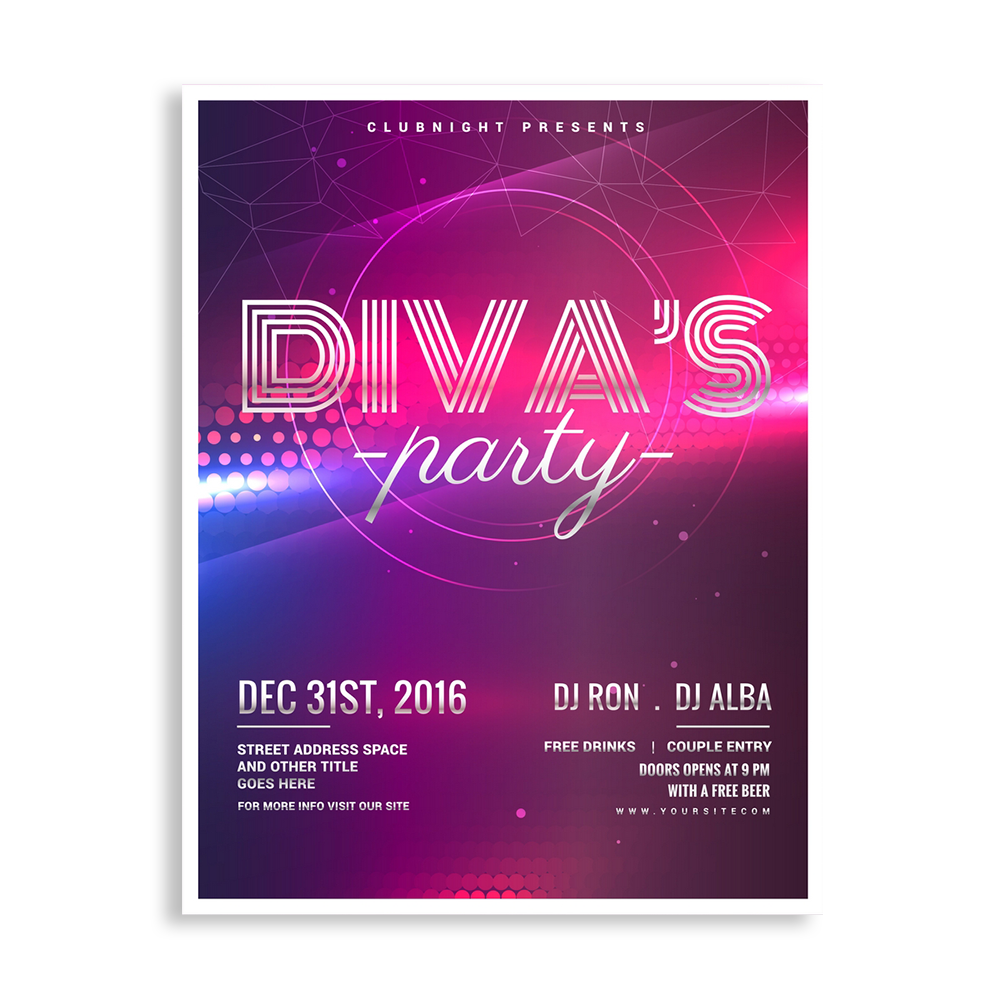 CLUBNIGHT PRESENTS
DIVA'S
-party-
DEC 31ST, 2016
STREET ADDRESS SPACE
AND OTHER TITLE
GOES HERE
FOR MORE INFO VISIT OUR SITE
DJ RON . DJ ALBA
FREE DRINKS | COUPLE ENTRY
DOORS OPENS AT 9 PM
WITH A FREE BEER
WWW.YOURSITECOM